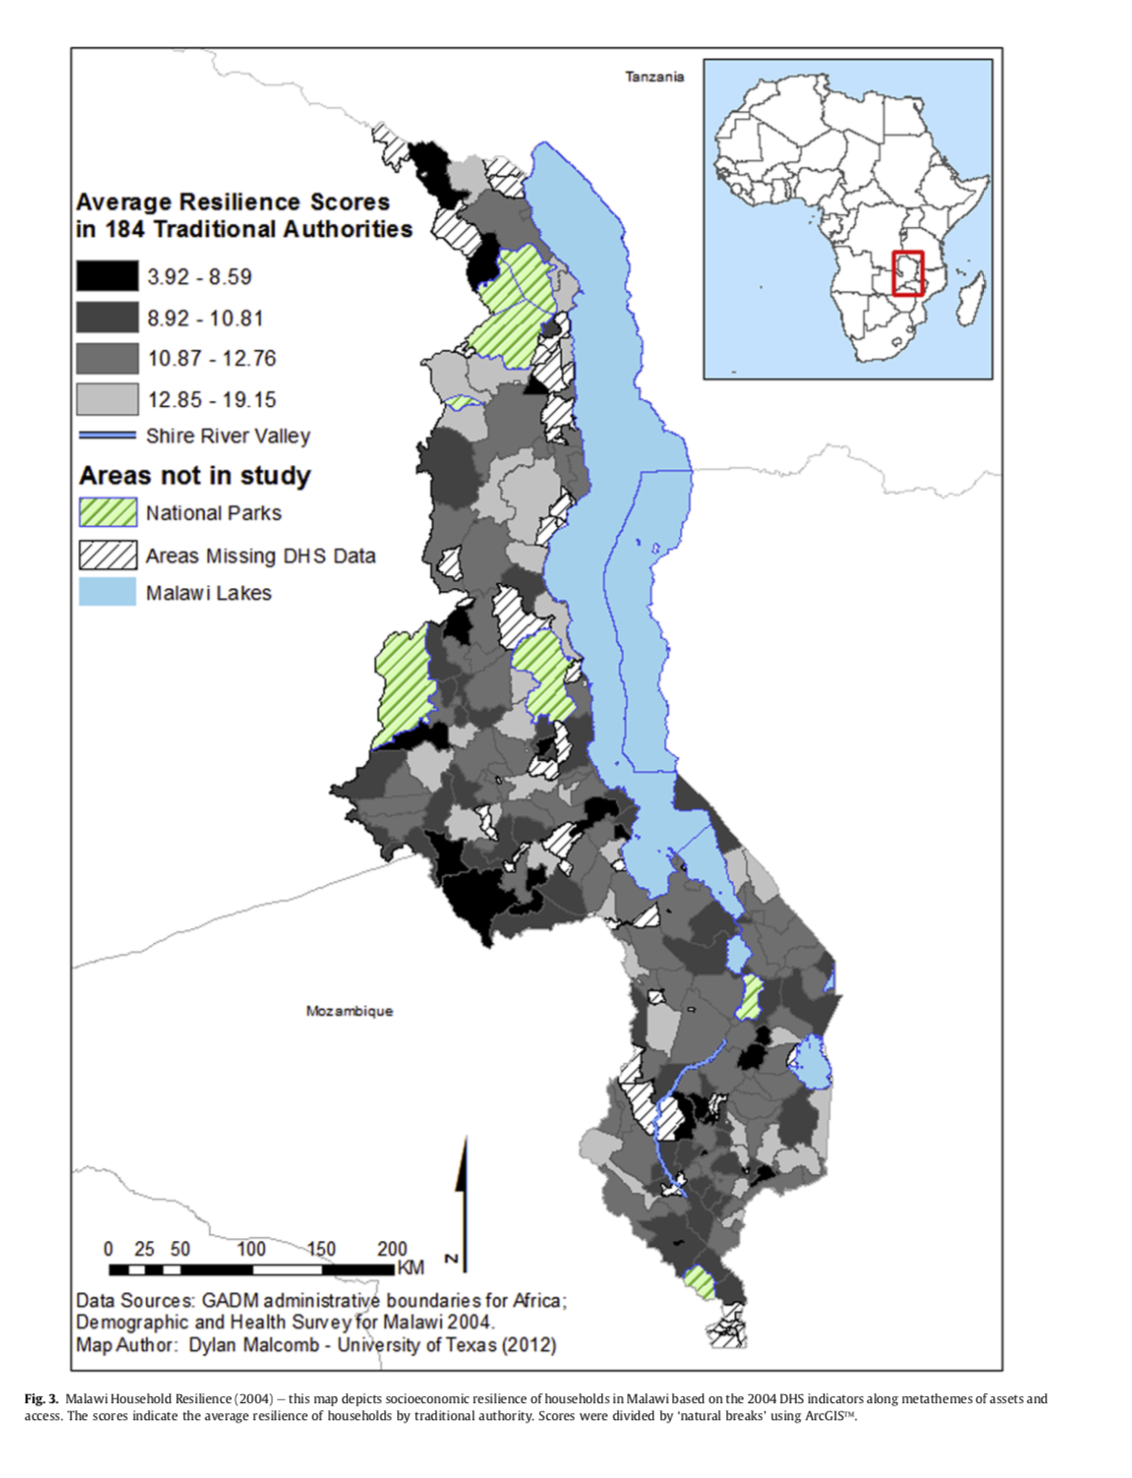 Tanzania
Average Resilience Scores
in 184 Traditional Authorities
3.92 - 8.59
8.92 - 10.81
10.87 - 12.76
12.85 - 19.15
Shire River Valley
Areas not in study
National Parks
Areas Missing DHS Data
Malawi Lakes
Mozambique
0 25 50 100 150 200
KM
N
Data Sources: GADM administrative boundaries for Africa;
Demographic and Health Survey for Malawi 2004.
Map Author: Dylan Malcomb - University of Texas (2012)
Fig. 3. Malawi Household Resilience (2004) – this map depicts socioeconomic resilience of households in Malawi based on the 2004 DHS indicators along metathemes of assets and
access. The scores indicate the average resilience of households by traditional authority. Scores were divided by 'natural breaks' using ArcGIS™.